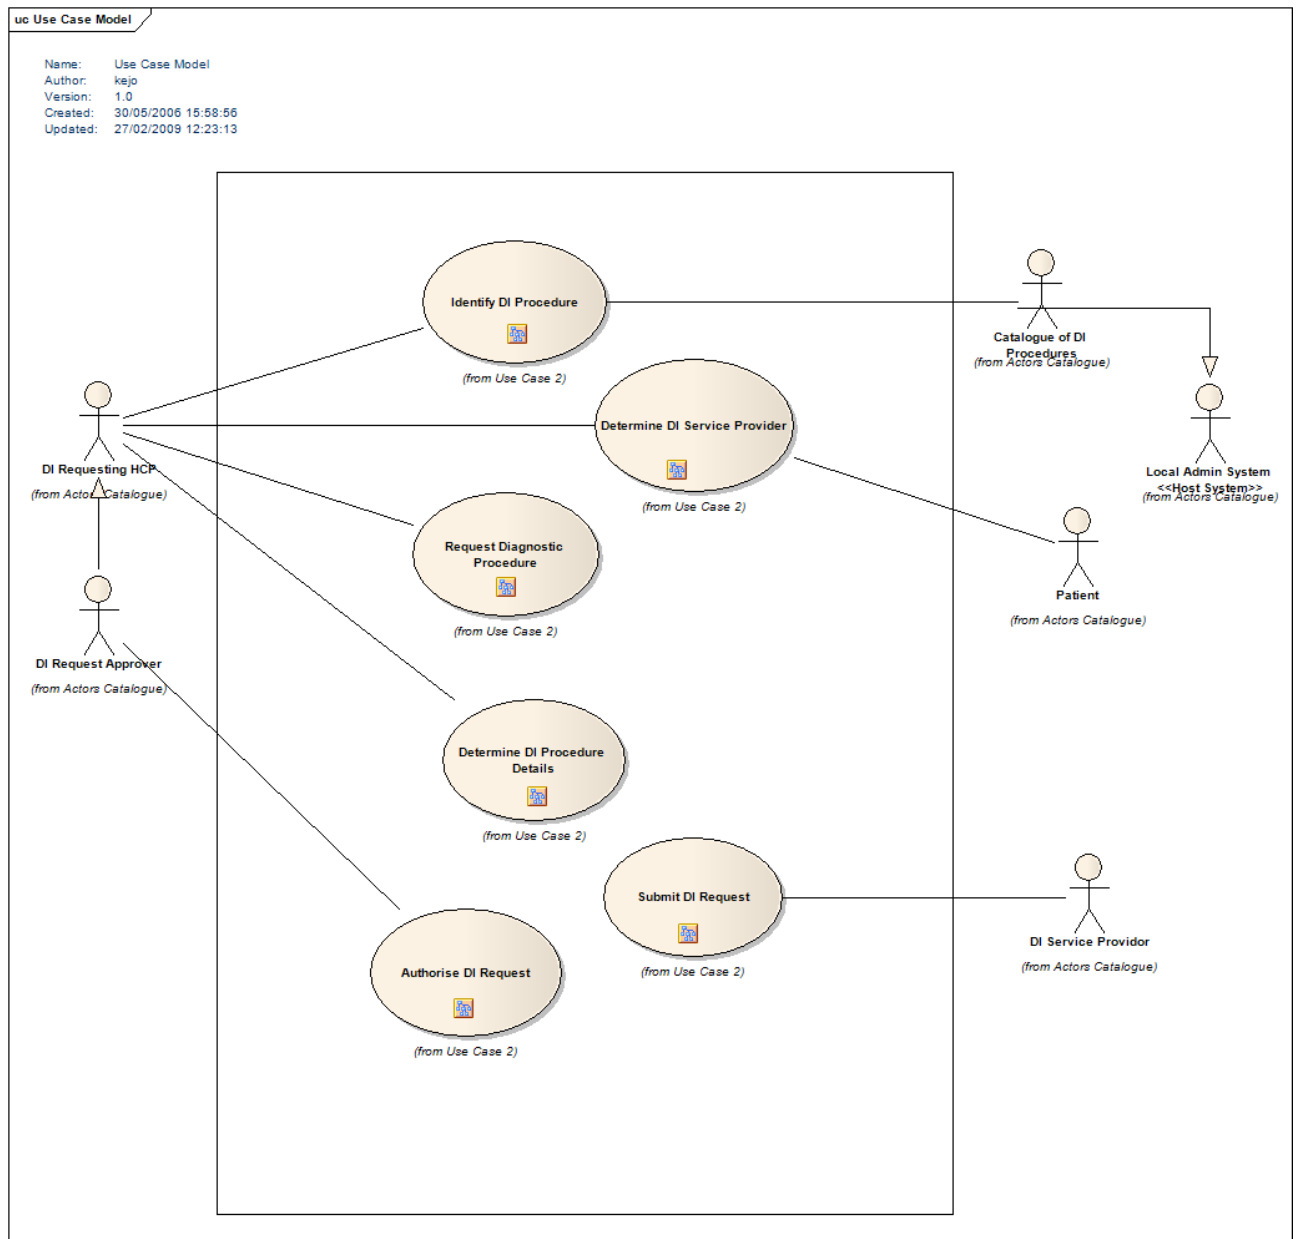 uc Use Case Model
Name: Use Case Model
Author: kejo
Version: 1.0
Created: 30/05/2006 15:58:56
Updated: 27/02/2009 12:23:13
Identify DI Procedure
(from Use Case 2)
Catalogue of DI
Procedures
(from Actors Catalogue)
Determine DI Service Provider
(from Use Case 2)
DI Requesting HCP
(from Actors Catalogue)
Local Admin System
<<Host System>>
(from Actors Catalogue)
Request Diagnostic
Procedure
(from Use Case 2)
Patient
(from Actors Catalogue)
DI Request Approver
(from Actors Catalogue)
Determine DI Procedure
Details
(from Use Case 2)
Submit DI Request
(from Use Case 2)
DI Service Providor
(from Actors Catalogue)
Authorise DI Request
(from Use Case 2)